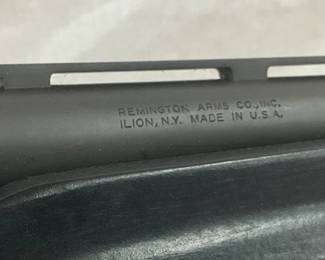 REMINGTON ARMS CO., INC.
ILION, N.Y. MADE IN U.S.A.